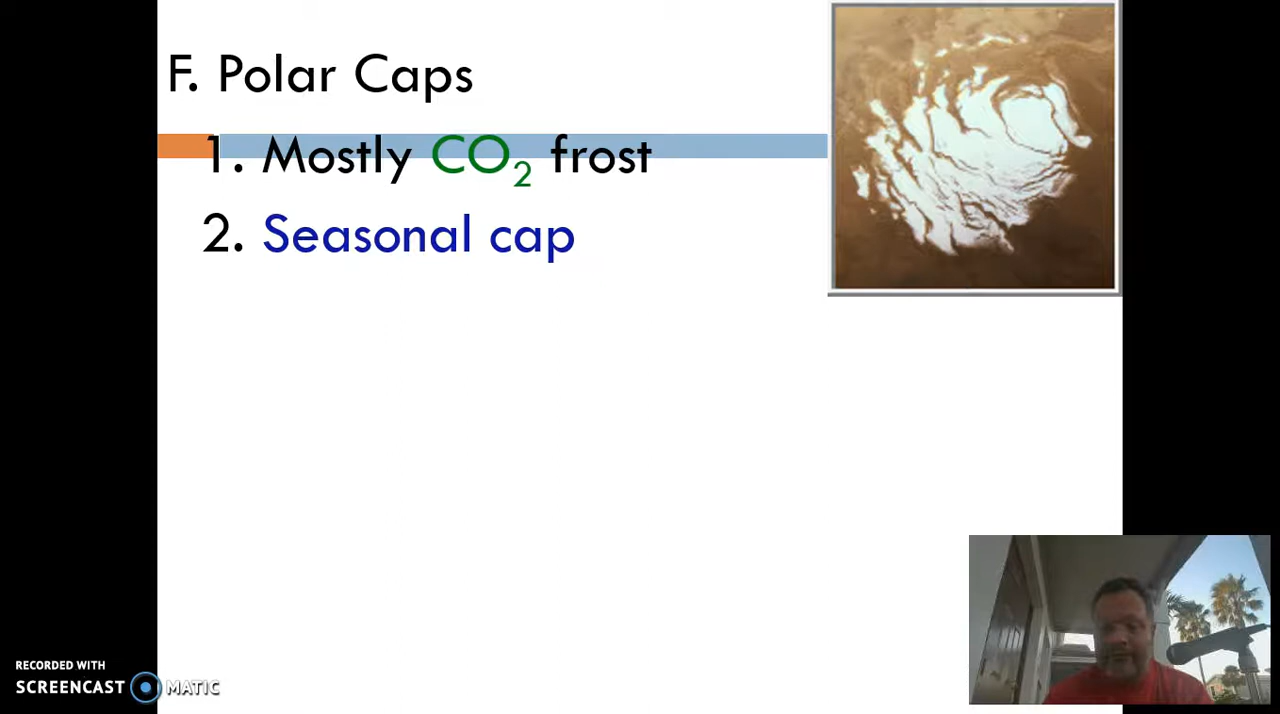 F. Polar Caps
1. Mostly CO₂ frost
2. Seasonal cap
RECORDED WITH
SCREENCAST MATIC